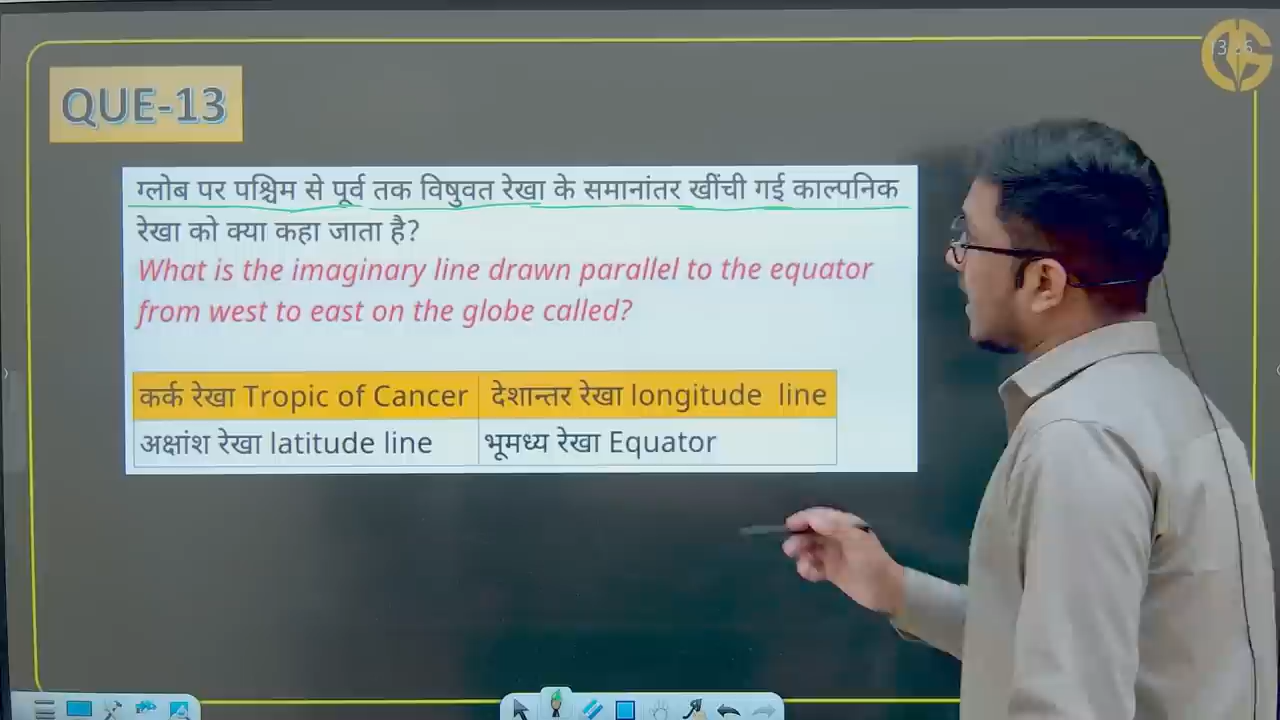 QUE-13
ग्लोब पर पश्चिम से पूर्व तक विषुवत रेखा के समानांतर खींची गई काल्पनिक
रेखा को क्या कहा जाता है?
What is the imaginary line drawn parallel to the equator
from west to east on the globe called?
कर्क रेखा Tropic of Cancer देशान्तर रेखा longitude line
अक्षांश रेखा latitude line भूमध्य रेखा Equator